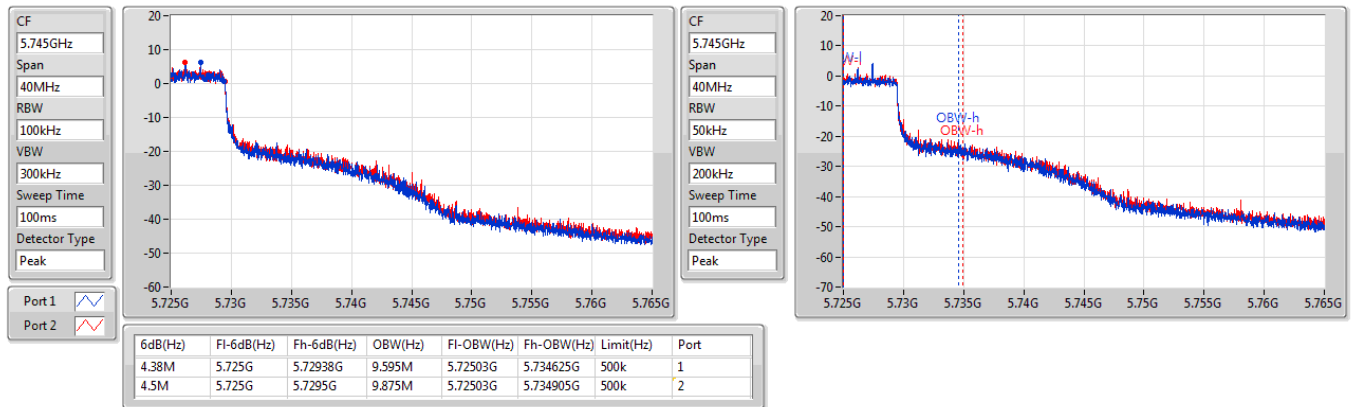 CF
5.745GHz
Span
40MHz
RBW
100kHz
VBW
300kHz
Sweep Time
100ms
Detector Type
Peak
Port 1
Port 2
20
10
0
-10
-20
-30
-40
-50
-60
5.725G 5.73G 5.735G 5.74G 5.745G 5.75G 5.755G 5.76G 5.765G
CF
5.745GHz
Span
40MHz
RBW
50kHz
VBW
200kHz
Sweep Time
100ms
Detector Type
Peak
20
10
0
-10
-20
-30
-40
-50
-60
-70
W-l
OBW-h
OBW-h
5.725G 5.73G 5.735G 5.74G 5.745G 5.75G 5.755G 5.76G 5.765G
6dB(Hz) Fl-6dB(Hz) Fh-6dB(Hz) OBW(Hz) Fl-OBW(Hz) Fh-OBW(Hz) Limit(Hz) Port
4.38M 5.725G 5.72938G 9.595M 5.72503G 5.734625G 500k 1
4.5M 5.725G 5.7295G 9.875M 5.72503G 5.734905G 500k 2